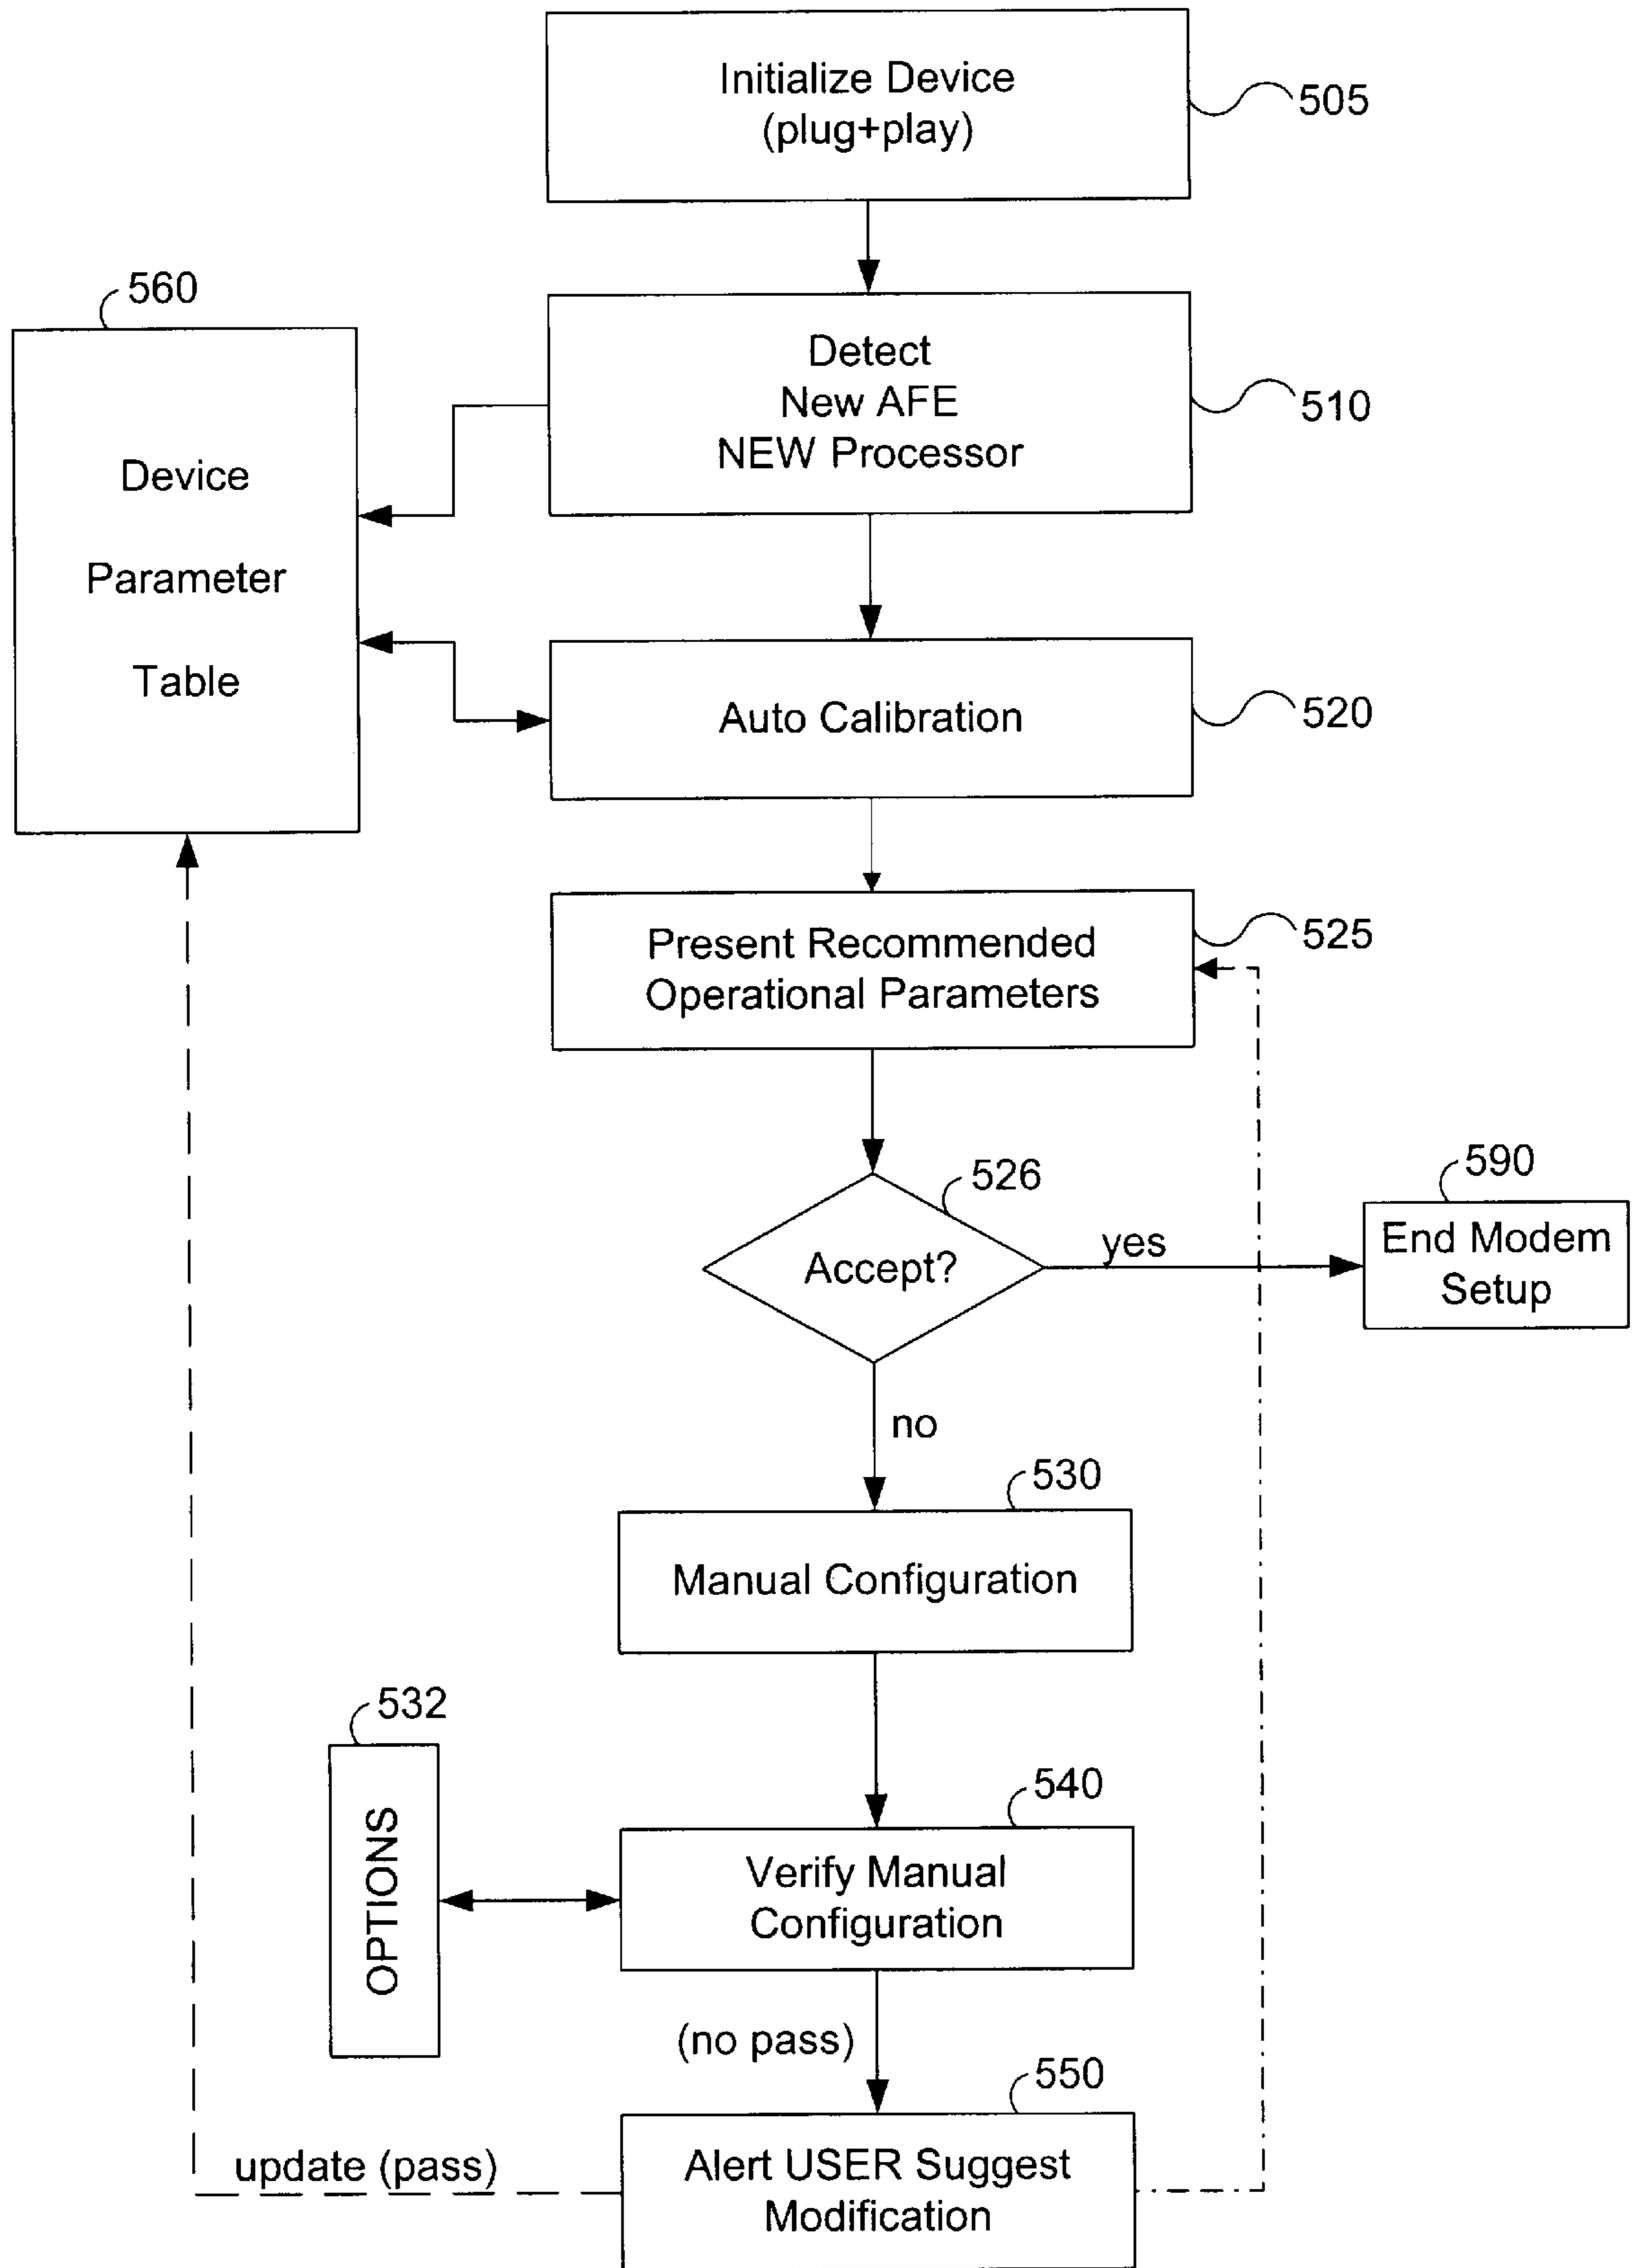 Initialize Device
(plug+play)
505
560
Detect
New AFE
NEW Processor
510
Device
Parameter
Table
Auto Calibration
520
Present Recommended
Operational Parameters
525
526
Accept?
yes
590
End Modem
Setup
no
530
Manual Configuration
532
OPTIONS
540
Verify Manual
Configuration
(no pass)
550
update (pass)
Alert USER Suggest
Modification